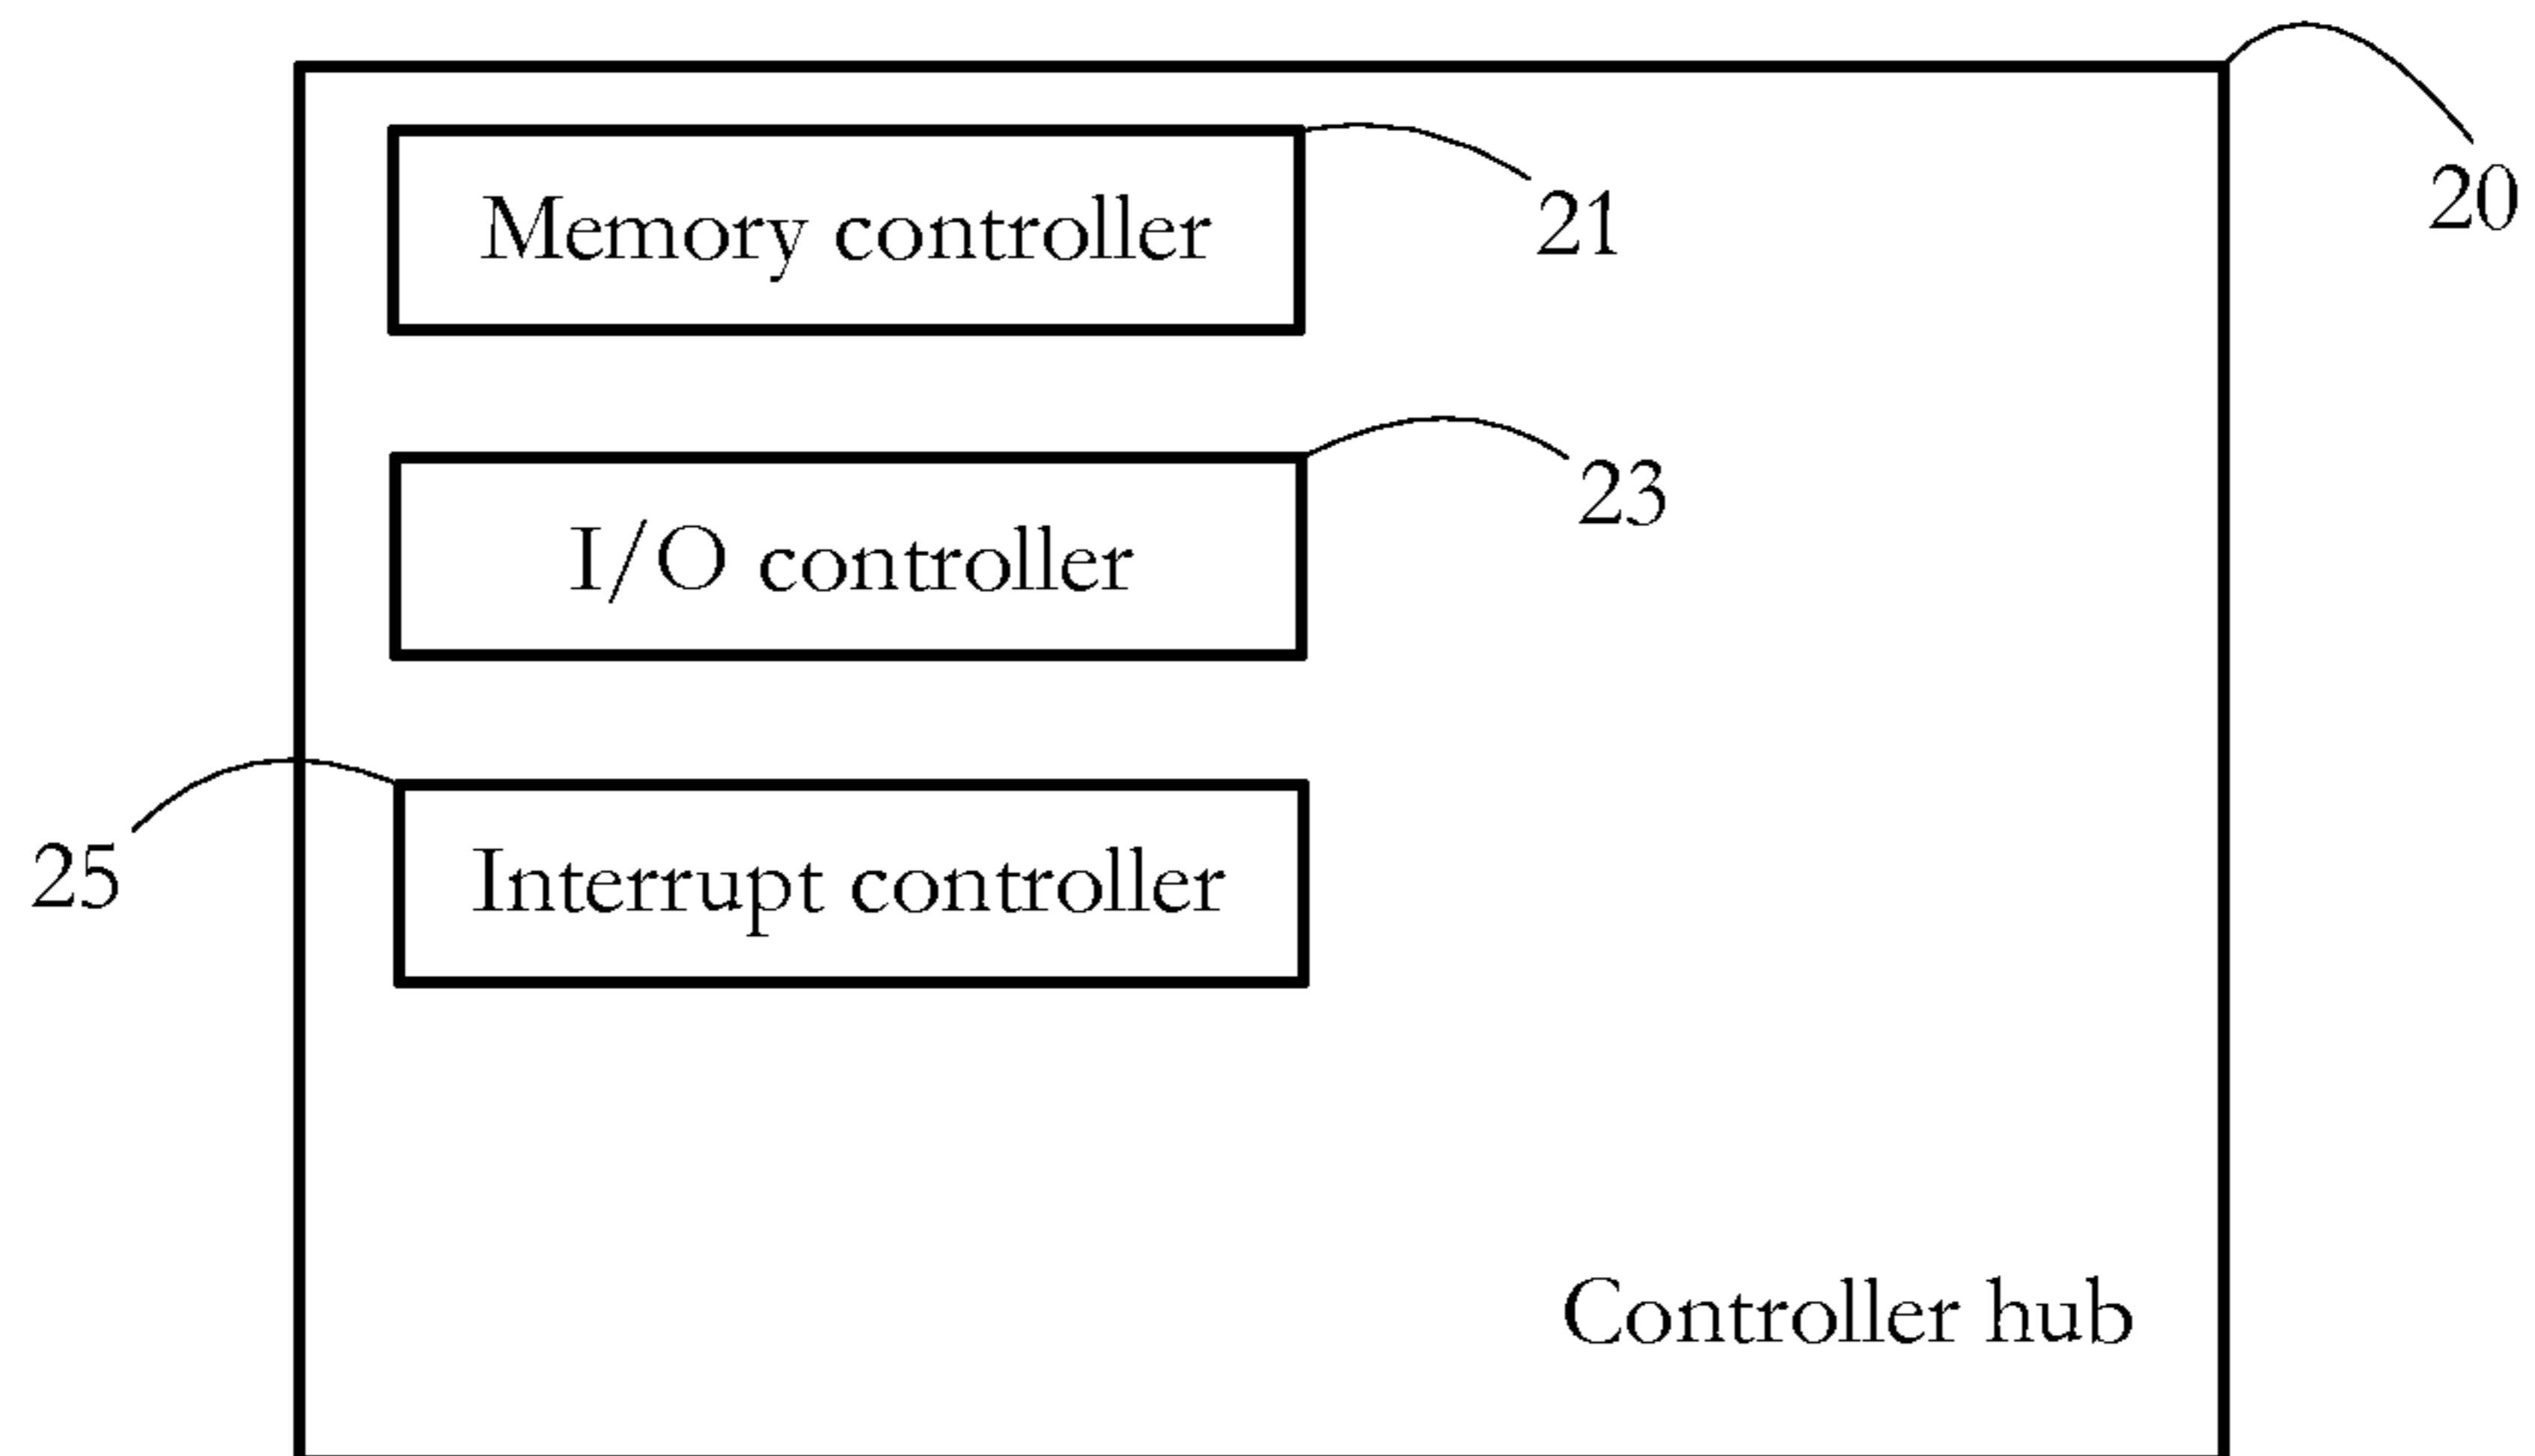 20
Memory controller
21
I/O controller
23
25
Interrupt controller
Controller hub